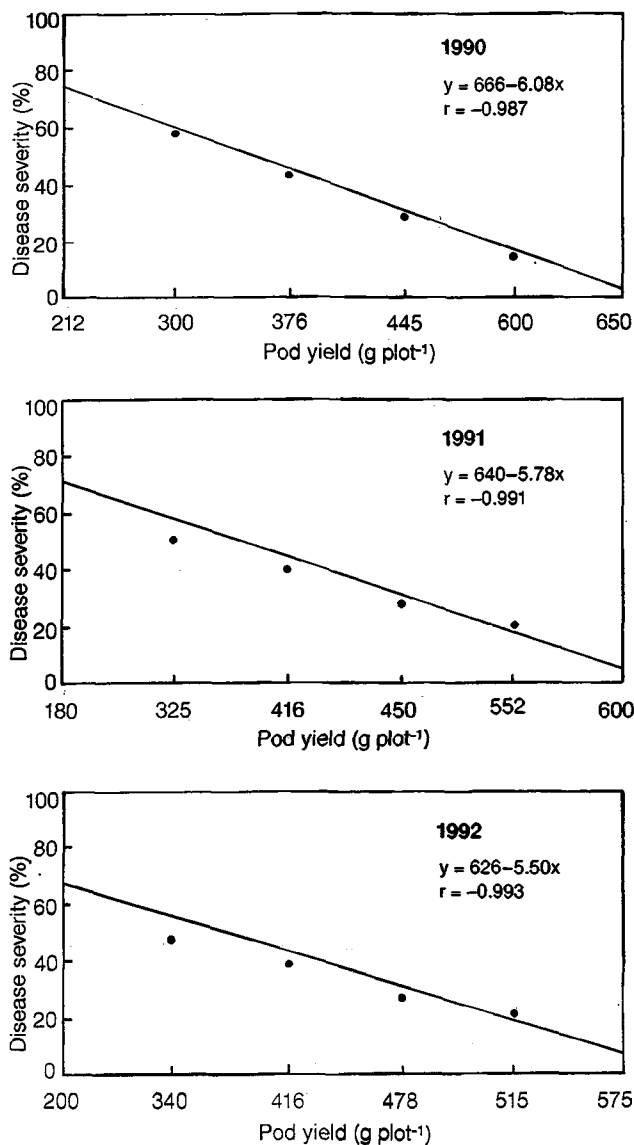 100
80
60
40
20
0
Disease severity (%)
1990
y = 666–6.08x
r = –0.987
212 300 376 445 600 650
Pod yield (g plot⁻¹)
100
80
60
40
20
0
Disease severity (%)
1991
y = 640–5.78x
r = –0.991
180 325 416 450 552 600
Pod yield (g plot⁻¹)
100
80
60
40
20
0
Disease severity (%)
1992
y = 626–5.50x
r = –0.993
200 340 416 478 515 575
Pod yield (g plot⁻¹)